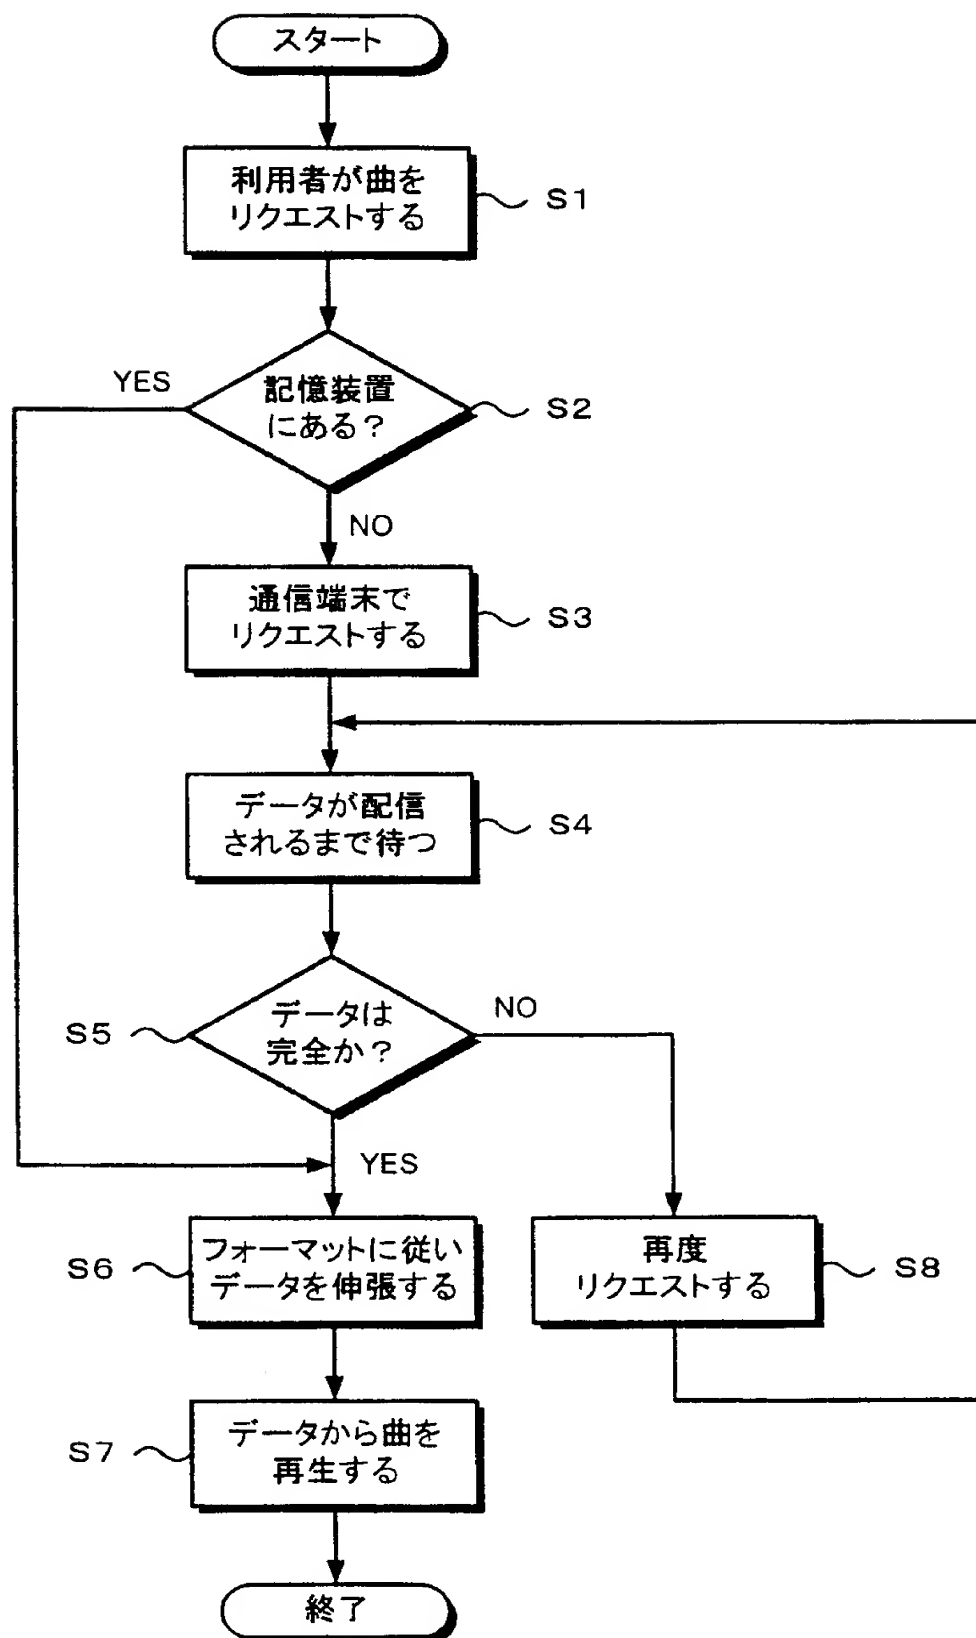 スタート
利用者が曲を
リクエストする
S1
YES
記憶装置
にある?
S2
NO
通信端末で
リクエストする
S3
データが配信
されるまで待つ
S4
S5
データは
完全か?
NO
YES
S6
フォーマットに従い
データを伸張する
再度
リクエストする
S8
S7
データから曲を
再生する
終了